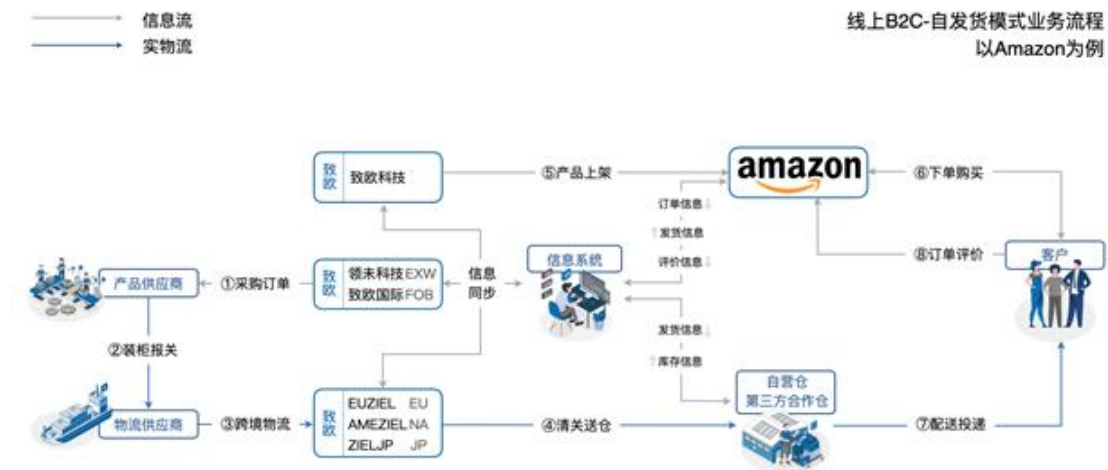 信息流
实物流
线上B2C-自发货模式业务流程
以Amazon为例
致欧
致欧科技
⑤产品上架
amazon
⑥下单购买
订单信息↓
↑发货信息
评价信息↓
⑧订单评价
客户
信息系统
产品供应商
①采购订单
致欧
领未科技EXW
致欧国际FOB
信息
同步
发货信息↓
↑库存信息
②装柜报关
自营仓
第三方合作仓
物流供应商
③跨境物流
致欧
EUZIEL EU
AMEZIEL NA
ZIELJP JP
④清关送仓
⑦配送投递